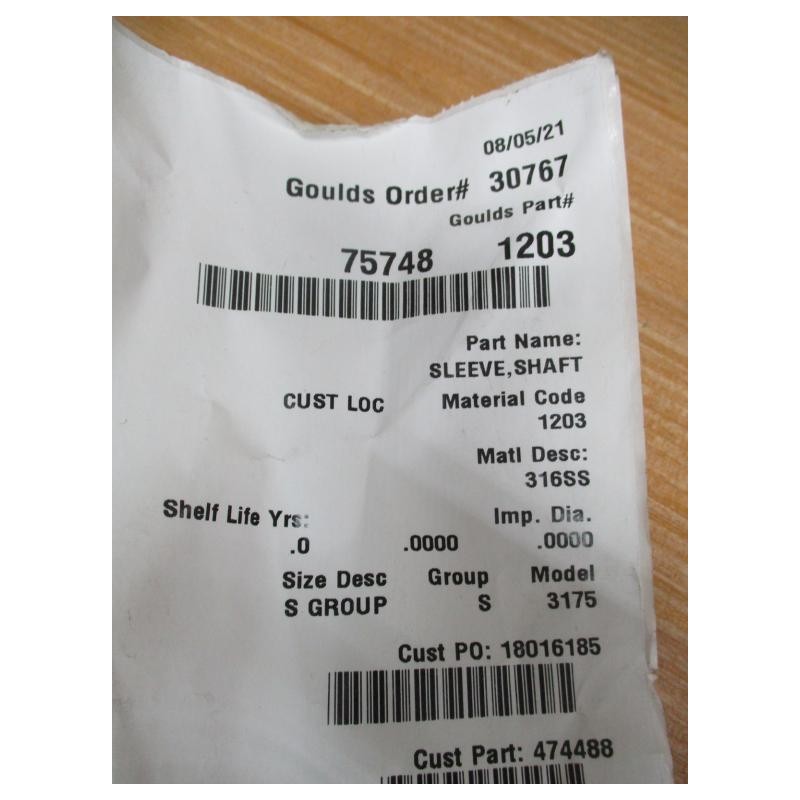 08/05/21
Goulds Order# 30767
Goulds Part#
75748 1203
Part Name:
SLEEVE,SHAFT
CUST LOC Material Code
1203
Matl Desc:
316SS
Shelf Life Yrs: Imp. Dia.
.0 .0000 .0000
Size Desc Group Model
S GROUP S 3175
Cust PO: 18016185
Cust Part: 474488